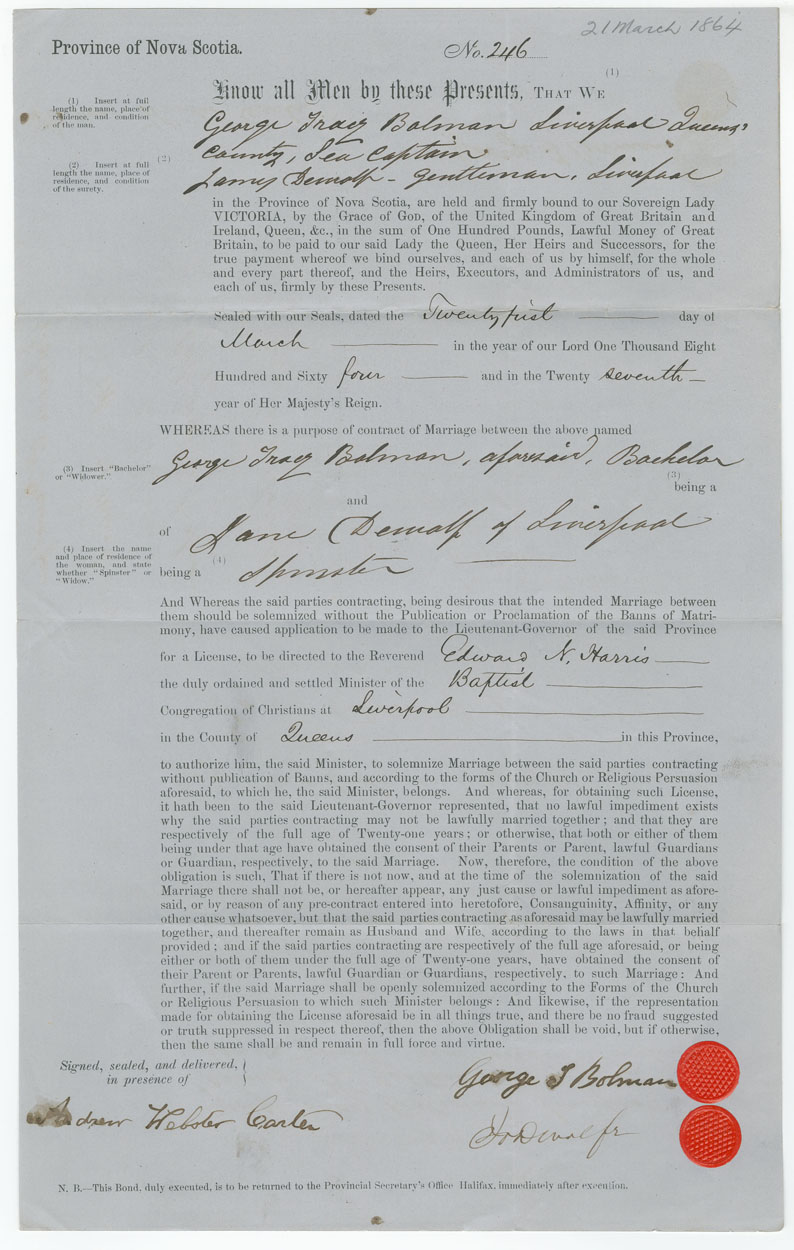 21 March 1864
Province of Nova Scotia.
No. 246
(1)
Know all Men by these Presents, THAT WE
(1) Insert at full
length the name, place of
residence, and condition
of the man.
George Tracy Bolman Liverpool Queens
County, Sea Captain
(2)
(2) Insert at full
length the name, place of
residence, and condition
of the surety.
James Dewolf - Gentleman, Liverpool
in the Province of Nova Scotia, are held and firmly bound to our Sovereign Lady
VICTORIA, by the Grace of GOD, of the United Kingdom of Great Britain and
Ireland, Queen, &c., in the sum of One Hundred Pounds, Lawful Money of Great
Britain, to be paid to our said Lady the Queen, Her Heirs and Successors, for the
true payment whereof we bind ourselves, and each of us by himself, for the whole
and every part thereof, and the Heirs, Executors, and Administrators of us, and
each of us, firmly by these Presents.
Sealed with our Seals, dated the Twenty first day of
March in the year of our Lord One Thousand Eight
Hundred and Sixty four and in the Twenty seventh
year of Her Majesty's Reign.
WHEREAS there is a purpose of contract of Marriage between the above named
(3) Insert "Bachelor"
or "Widower."
George Tracy Bolman, aforesaid, Bachelor
(3)
being a
and
(4) Insert the name
and place of residence of
the woman, and state
whether "Spinster" or
"Widow."
of Jane Dewolf of Liverpool
(4)
being a Spinster
And Whereas the said parties contracting, being desirous that the intended Marriage between
them should be solemnized without the Publication or Proclamation of the Banns of Matri-
mony, have caused application to be made to the Lieutenant-Governor of the said Province
for a License, to be directed to the Reverend Edward N. Harris
the duly ordained and settled Minister of the Baptist
Congregation of Christians at Liverpool
in the County of Queens in this Province,
to authorize him, the said Minister, to solemnize Marriage between the said parties contracting
without publication of Banns, and according to the forms of the Church or Religious Persuasion
aforesaid, to which he, the said Minister, belongs. And whereas, for obtaining such License,
it hath been to the said Lieutenant-Governor represented, that no lawful impediment exists
why the said parties contracting may not be lawfully married together; and that they are
respectively of the full age of Twenty-one years; or otherwise, that both or either of them
being under that age have obtained the consent of their Parents or Parent, lawful Guardians
or Guardian, respectively, to the said Marriage. Now, therefore, the condition of the above
obligation is such, That if there is not now, and at the time of the solemnization of the said
Marriage there shall not be, or hereafter appear, any just cause or lawful impediment as afore-
said, or by reason of any pre-contract entered into heretofore, Consanguinity, Affinity, or any
other cause whatsoever, but that the said parties contracting as aforesaid may be lawfully married
together, and thereafter remain as Husband and Wife, according to the laws in that behalf
provided; and if the said parties contracting are respectively of the full age aforesaid, or being
either or both of them under the full age of Twenty-one years, have obtained the consent of
their Parent or Parents, lawful Guardian or Guardians, respectively, to such Marriage: And
further, if the said Marriage shall be openly solemnized according to the Forms of the Church
or Religious Persuasion to which such Minister belongs: And likewise, if the representation
made for obtaining the License aforesaid be in all things true, and there be no fraud suggested
or truth suppressed in respect thereof, then the above Obligation shall be void, but if otherwise,
then the same shall be and remain in full force and virtue.
Signed, sealed, and delivered,
in presence of
George T Bolman
Andrew Webster Carten
Js Dewolf jr
N. B.—This Bond, duly executed, is to be returned to the Provincial Secretary's Office Halifax, immediately after execution.